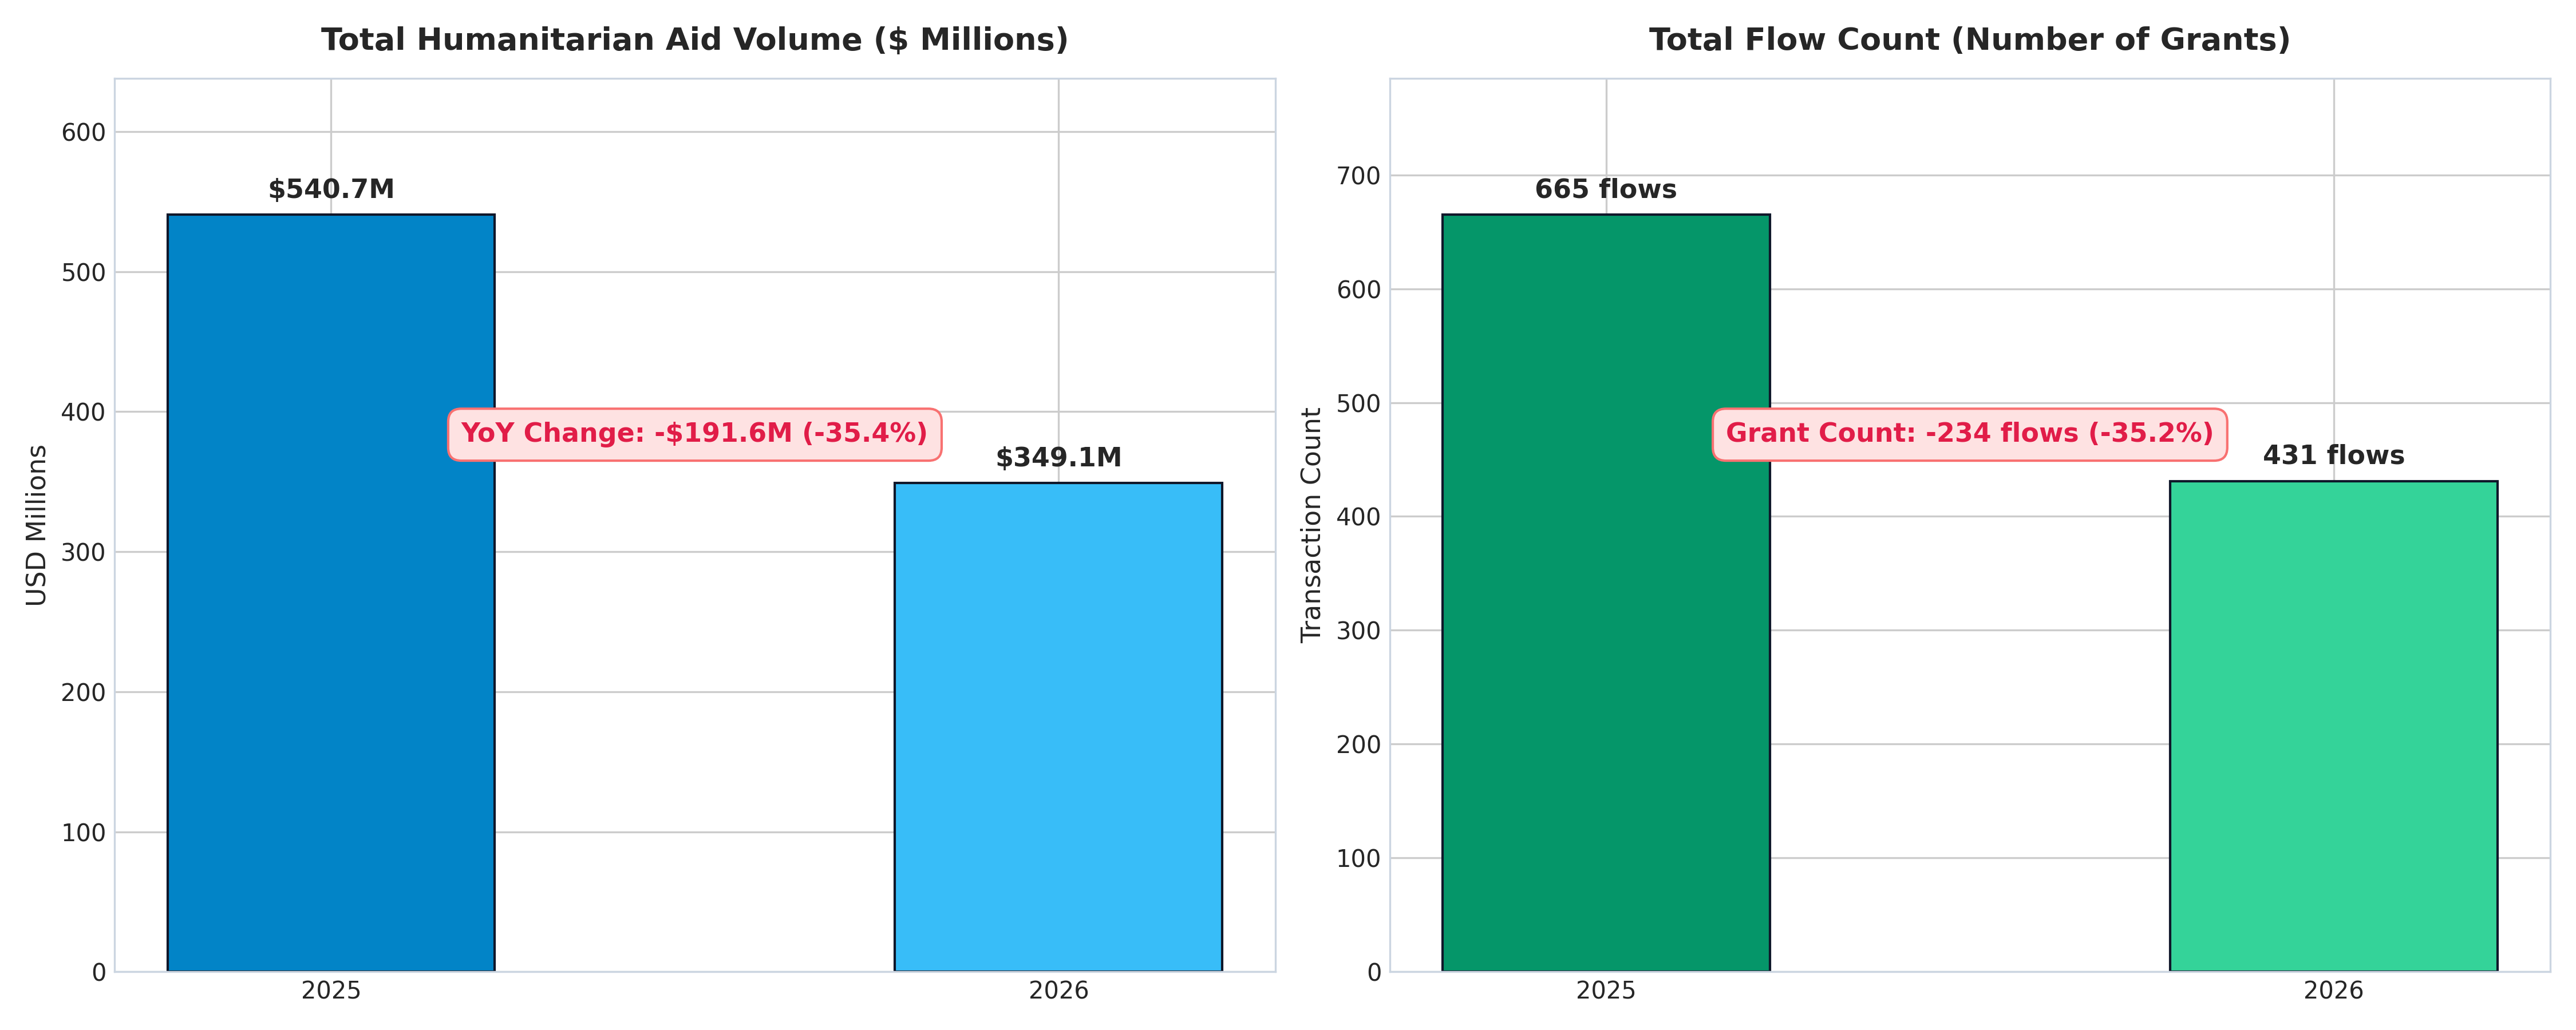 Total Humanitarian Aid Volume ($ Millions)
600
500
400
300
200
100
0
USD Millions
$540.7M
YoY Change: -$191.6M (-35.4%)
$349.1M
2025
2026
Total Flow Count (Number of Grants)
700
600
500
400
300
200
100
0
Transaction Count
665 flows
Grant Count: -234 flows (-35.2%)
431 flows
2025
2026